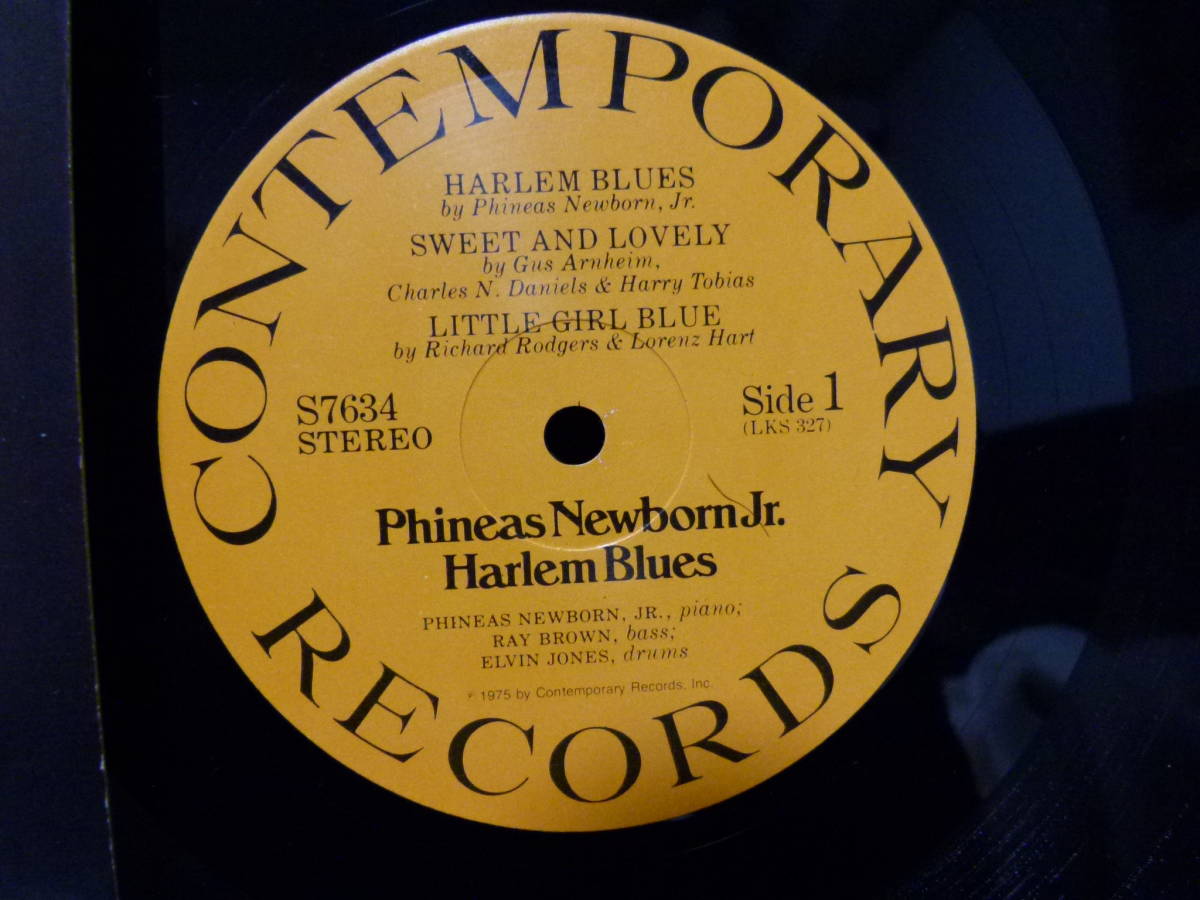 CONTEMPORARY
HARLEM BLUES
by Phineas Newborn, Jr.
SWEET AND LOVELY
by Gus Arnheim,
Charles N. Daniels & Harry Tobias
LITTLE GIRL BLUE
by Richard Rodgers & Lorenz Hart
S7634
STEREO
Side 1
(LKS 327)
Phineas Newborn Jr.
Harlem Blues
PHINEAS NEWBORN, JR., piano;
RAY BROWN, bass;
ELVIN JONES, drums
℗ 1975 by Contemporary Records, Inc.
RECORDS